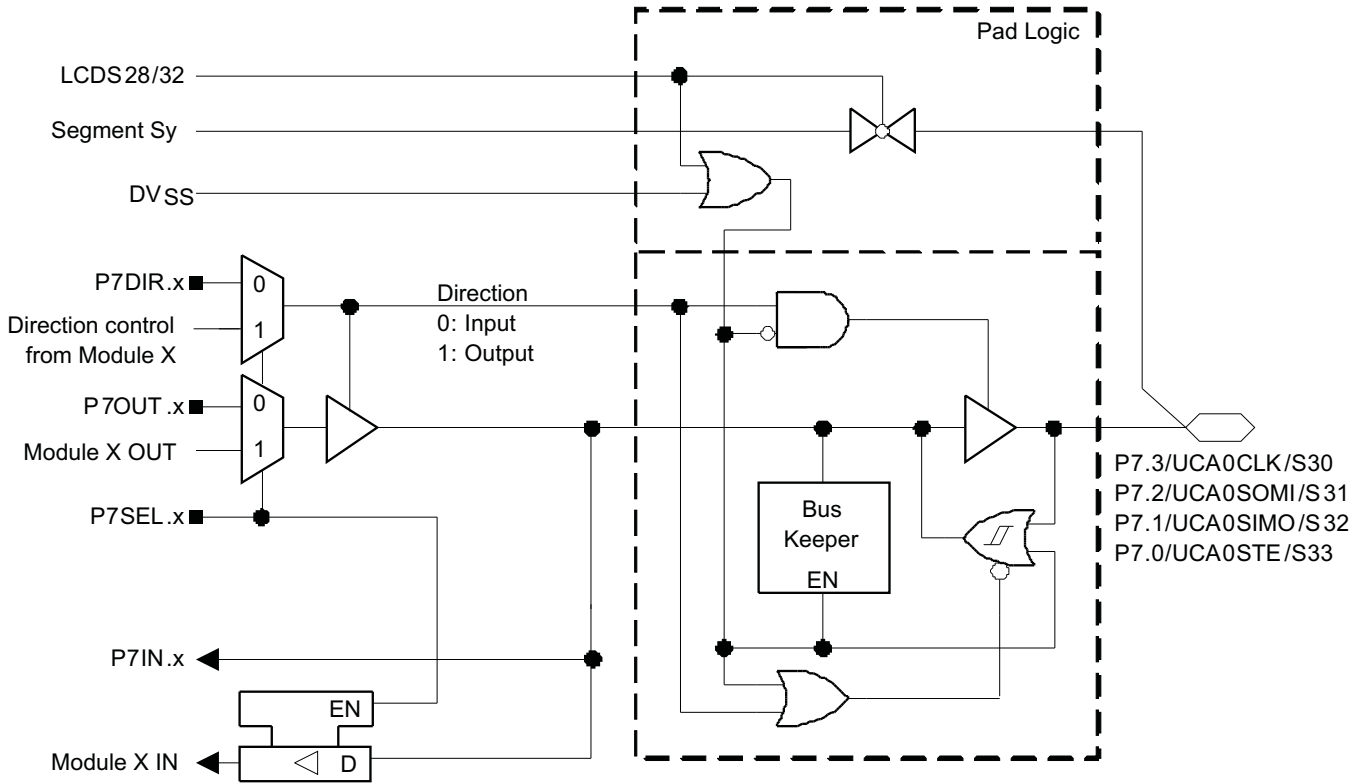 Pad Logic
LCDS28/32
Segment Sy
DVSS
P7DIR.x
0
1
Direction control
from Module X
Direction
0: Input
1: Output
P7OUT.x
0
1
Module X OUT
P7SEL.x
Bus
Keeper
EN
P7.3/UCA0CLK/S30
P7.2/UCA0SOMI/S31
P7.1/UCA0SIMO/S32
P7.0/UCA0STE/S33
P7IN.x
EN
Module X IN
D